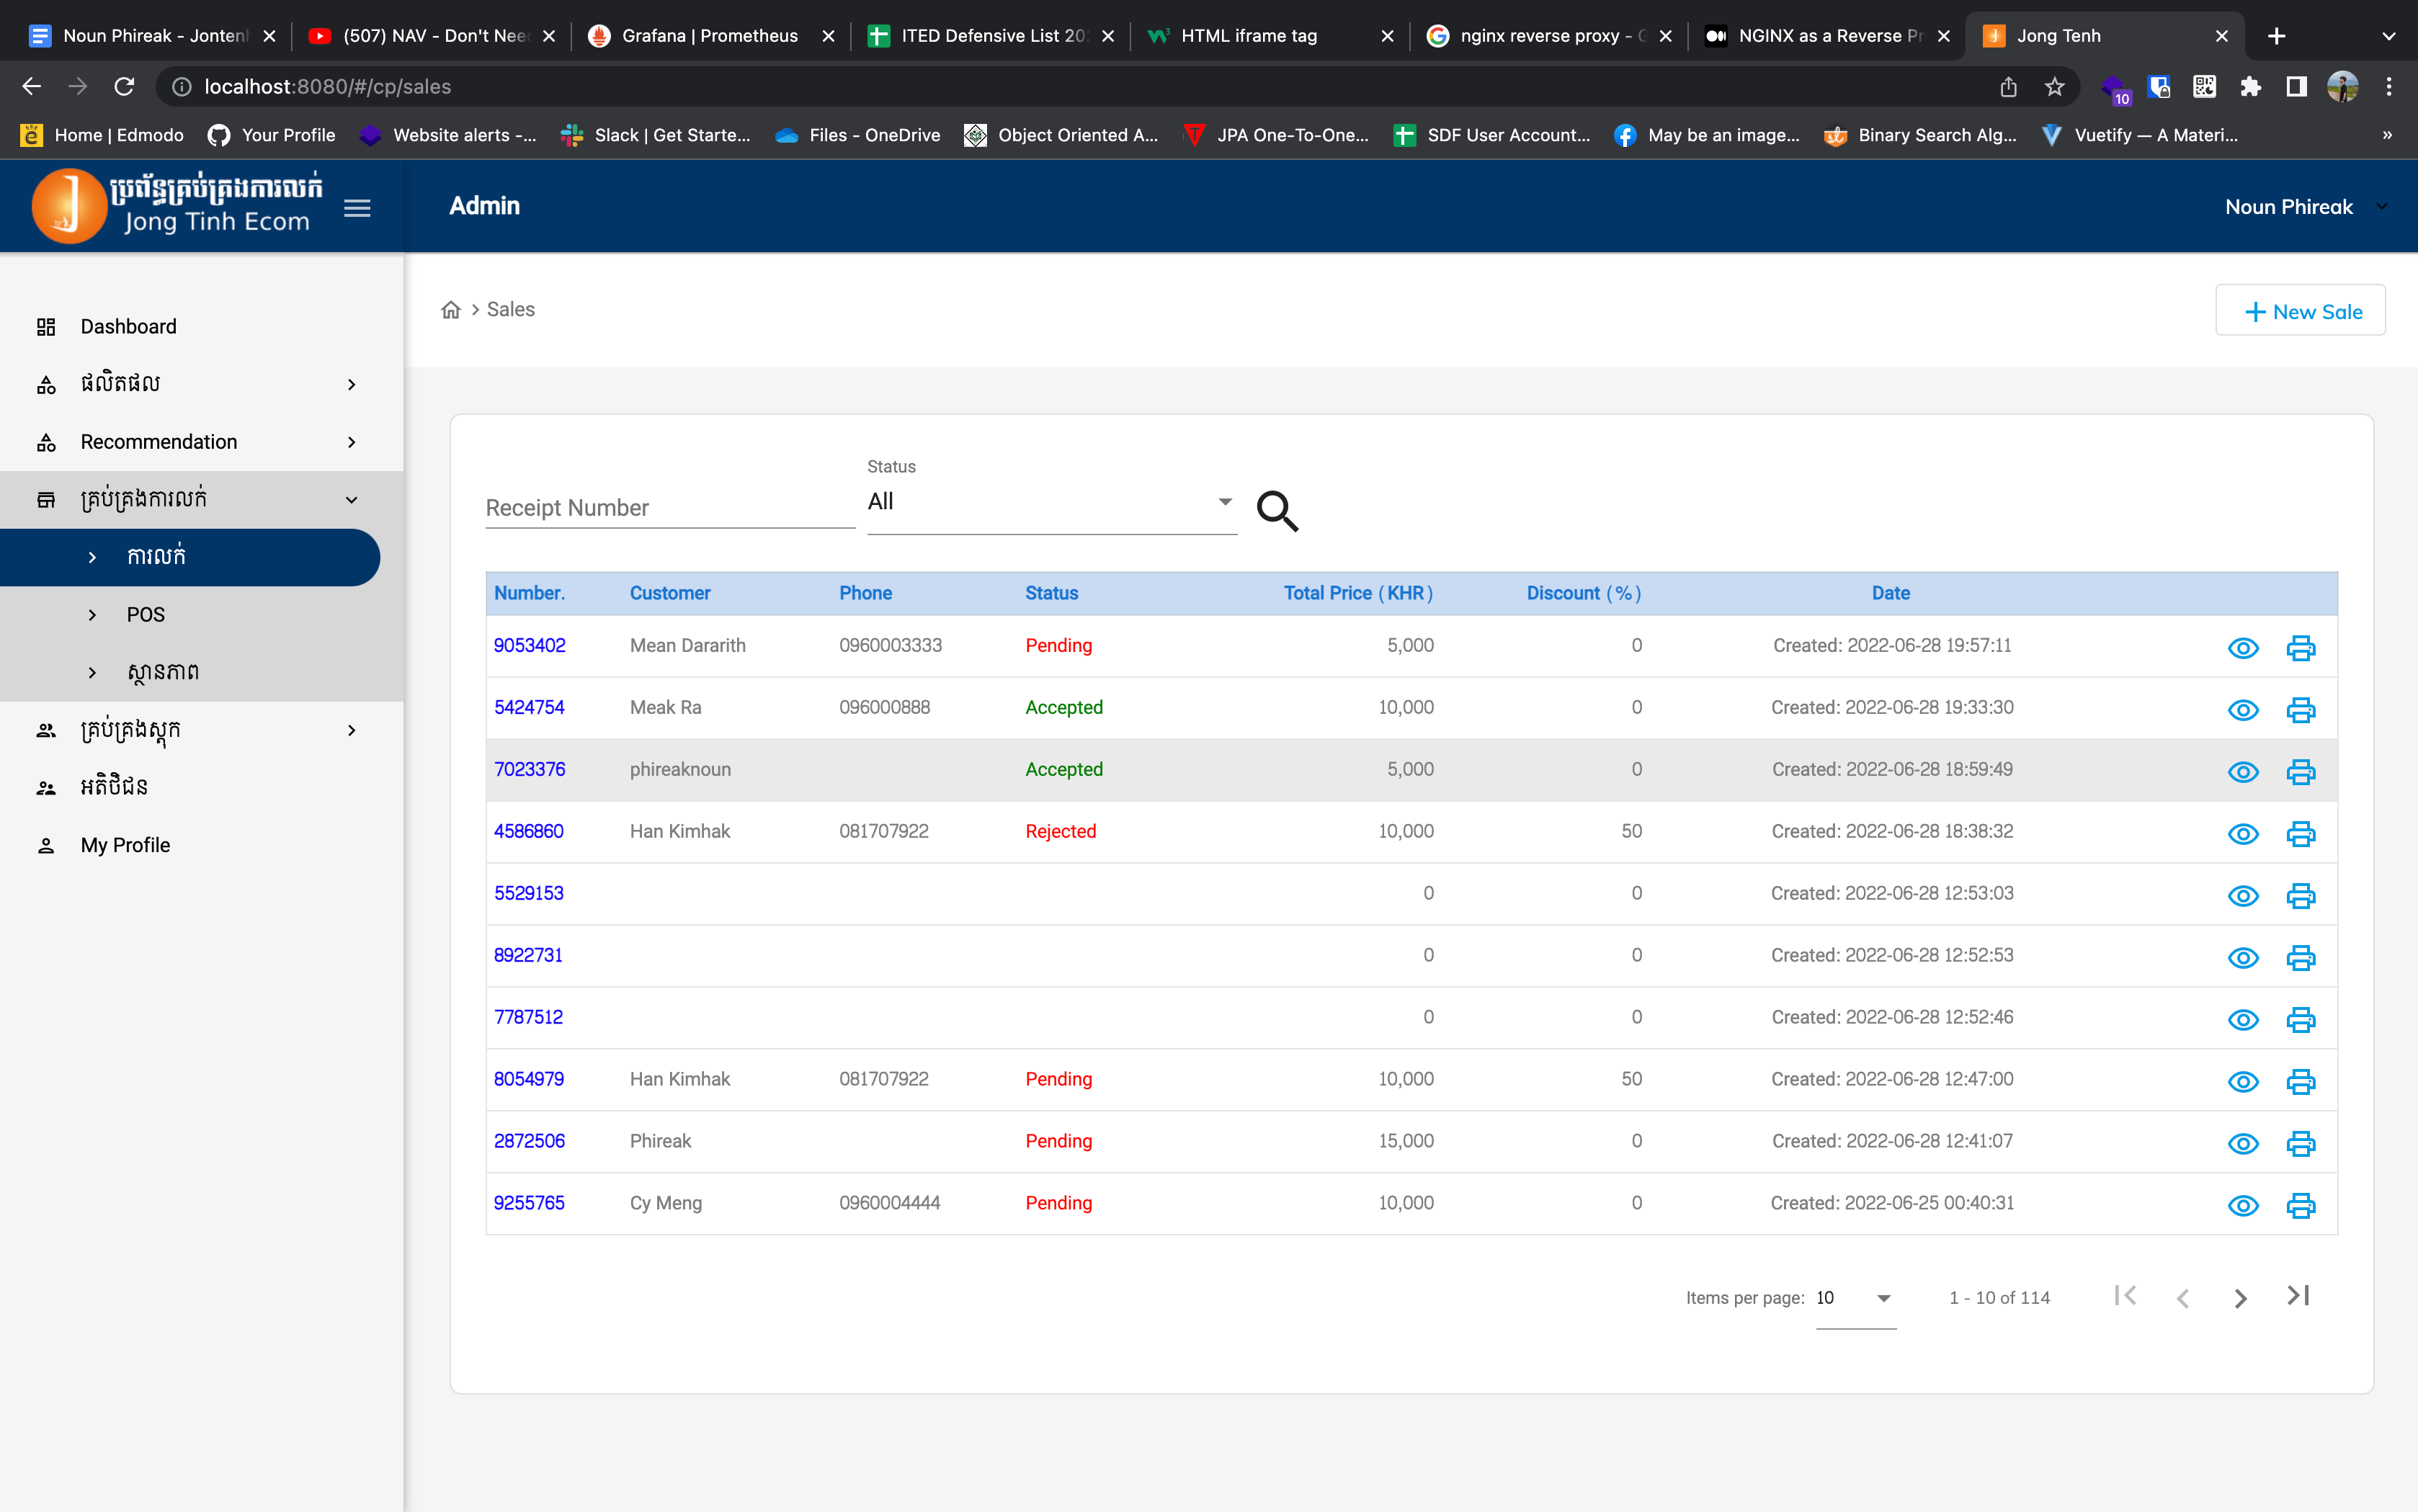 Noun Phireak - Jonten
(507) NAV - Don't Nee
Grafana | Prometheus
ITED Defensive List 20
HTML iframe tag
nginx reverse proxy - G
NGINX as a Reverse Pr
Jong Tenh
localhost:8080/#/cp/sales
10
Home | Edmodo
Your Profile
Website alerts -...
Slack | Get Starte...
Files - OneDrive
Object Oriented A...
JPA One-To-One...
SDF User Account...
May be an image...
Binary Search Alg...
Vuetify — A Materi...
»
ប្រព័ន្ធគ្រប់គ្រងការលក់
Jong Tinh Ecom
Admin
Noun Phireak
Dashboard
ផលិតផល
Recommendation
គ្រប់គ្រងការលក់
ការលក់
POS
ស្ថានភាព
គ្រប់គ្រងស្តុក
អតិថិជន
My Profile
Sales
New Sale
Receipt Number
Status
All
Number. Customer Phone Status Total Price (KHR) Discount (%) Date
9053402 Mean Dararith 0960003333 Pending 5,000 0 Created: 2022-06-28 19:57:11
5424754 Meak Ra 096000888 Accepted 10,000 0 Created: 2022-06-28 19:33:30
7023376 phireaknoun Accepted 5,000 0 Created: 2022-06-28 18:59:49
4586860 Han Kimhak 081707922 Rejected 10,000 50 Created: 2022-06-28 18:38:32
5529153 0 0 Created: 2022-06-28 12:53:03
8922731 0 0 Created: 2022-06-28 12:52:53
7787512 0 0 Created: 2022-06-28 12:52:46
8054979 Han Kimhak 081707922 Pending 10,000 50 Created: 2022-06-28 12:47:00
2872506 Phireak Pending 15,000 0 Created: 2022-06-28 12:41:07
9255765 Cy Meng 0960004444 Pending 10,000 0 Created: 2022-06-25 00:40:31
Items per page: 10 1 - 10 of 114